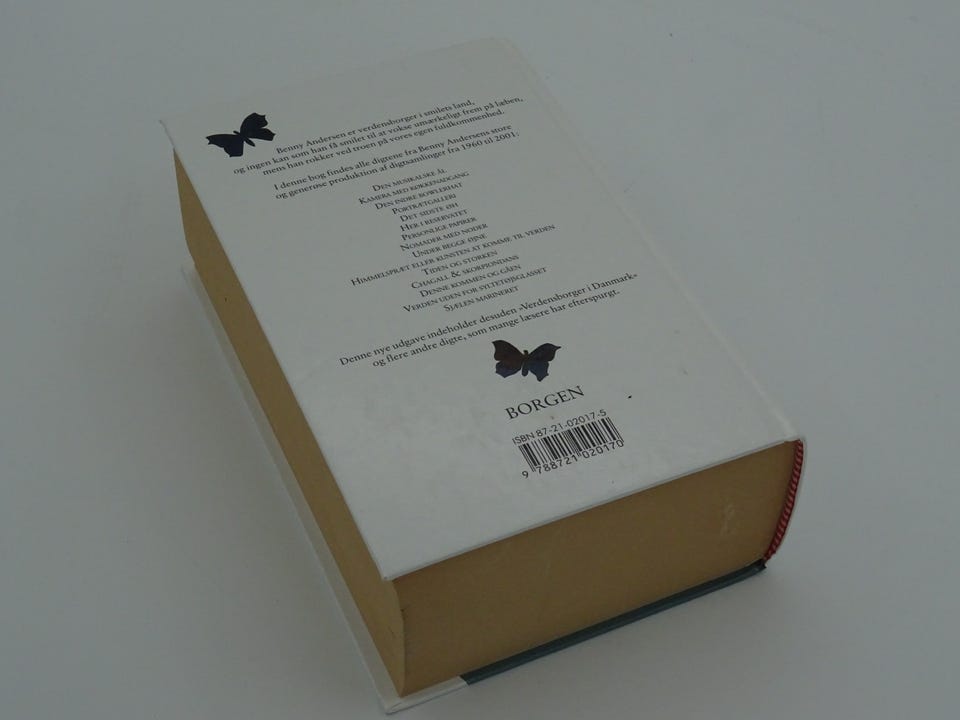 Benny Andersen er verdensborger i smilets land,
og ingen kan som han få smilet til at vokse umærkeligt frem på læben,
mens han rokker ved troen på vores egen fuldkommenhed.
I denne bog findes alle digtene fra Benny Andersens store
og generøse produktion af digtsamlinger fra 1960 til 2001:
DEN MUSIKALSKE ÅL
KAMERA MED KØKKENADGANG
DEN INDRE BOWLERHAT
PORTRÆTGALLERI
DET SIDSTE ØH
HER I RESERVATET
PERSONLIGE PAPIRER
NOMADER MED NODER
UNDER BEGGE ØJNE
HIMMELSPRÆT ELLER KUNSTEN AT KOMME TIL VERDEN
TIDEN OG STORKEN
CHAGALL & SKORPIONDANS
DENNE KOMMEN OG GÅEN
VERDEN UDEN FOR SYLTETØJSGLASSET
SJÆLEN MARINERET
Denne nye udgave indeholder desuden »Verdensborger i Danmark«
og flere andre digte, som mange læsere har efterspurgt.
BORGEN
ISBN 87-21-02017-5
9 788721 020170